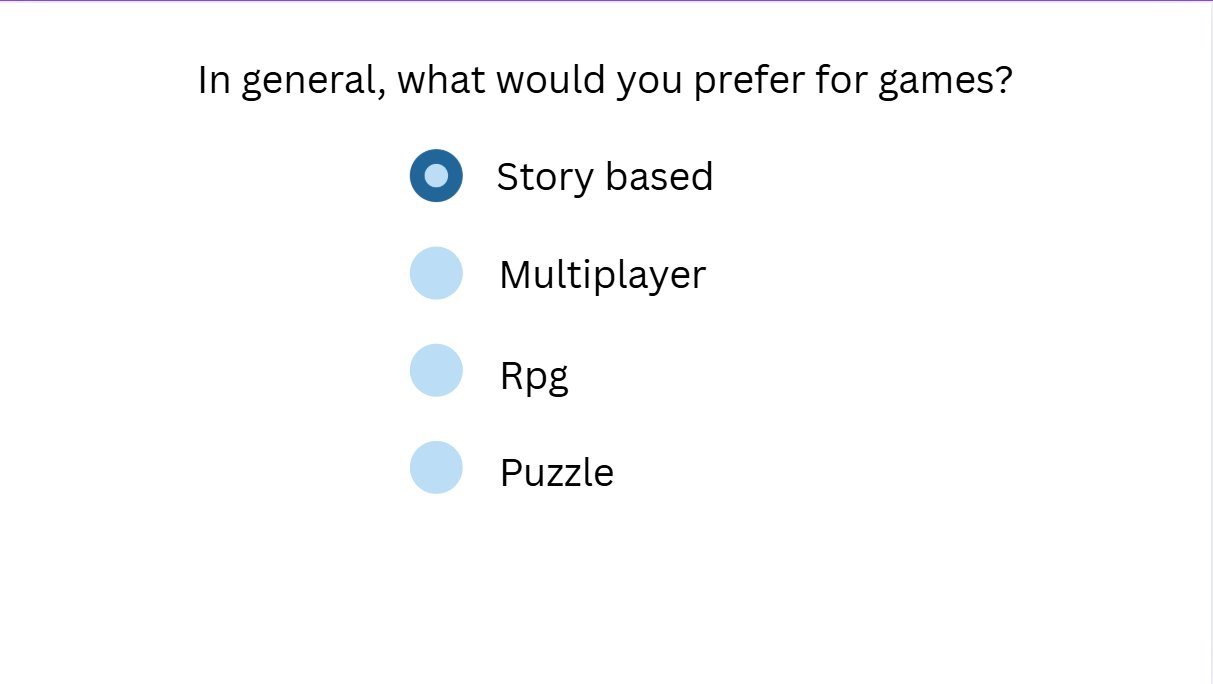 In general, what would you prefer for games?
Story based
Multiplayer
Rpg
Puzzle